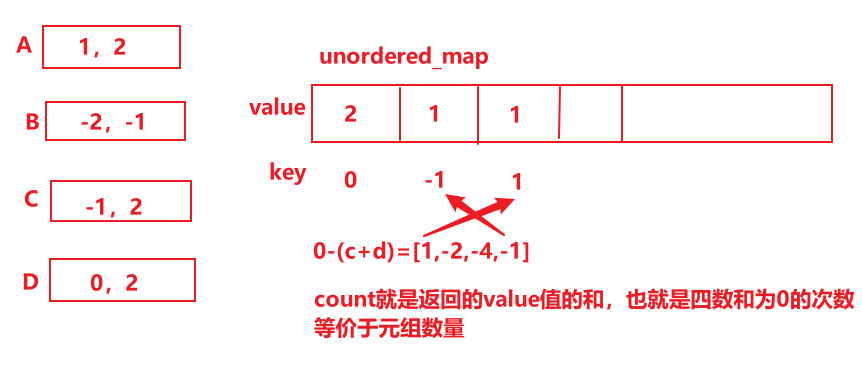 A 1, 2
B -2, -1
C -1, 2
D 0, 2
unordered_map
value 2 1 1
key 0 -1 1
0-(c+d)=[1,-2,-4,-1]
count就是返回的value值的和，也就是四数和为0的次数
等价于元组数量